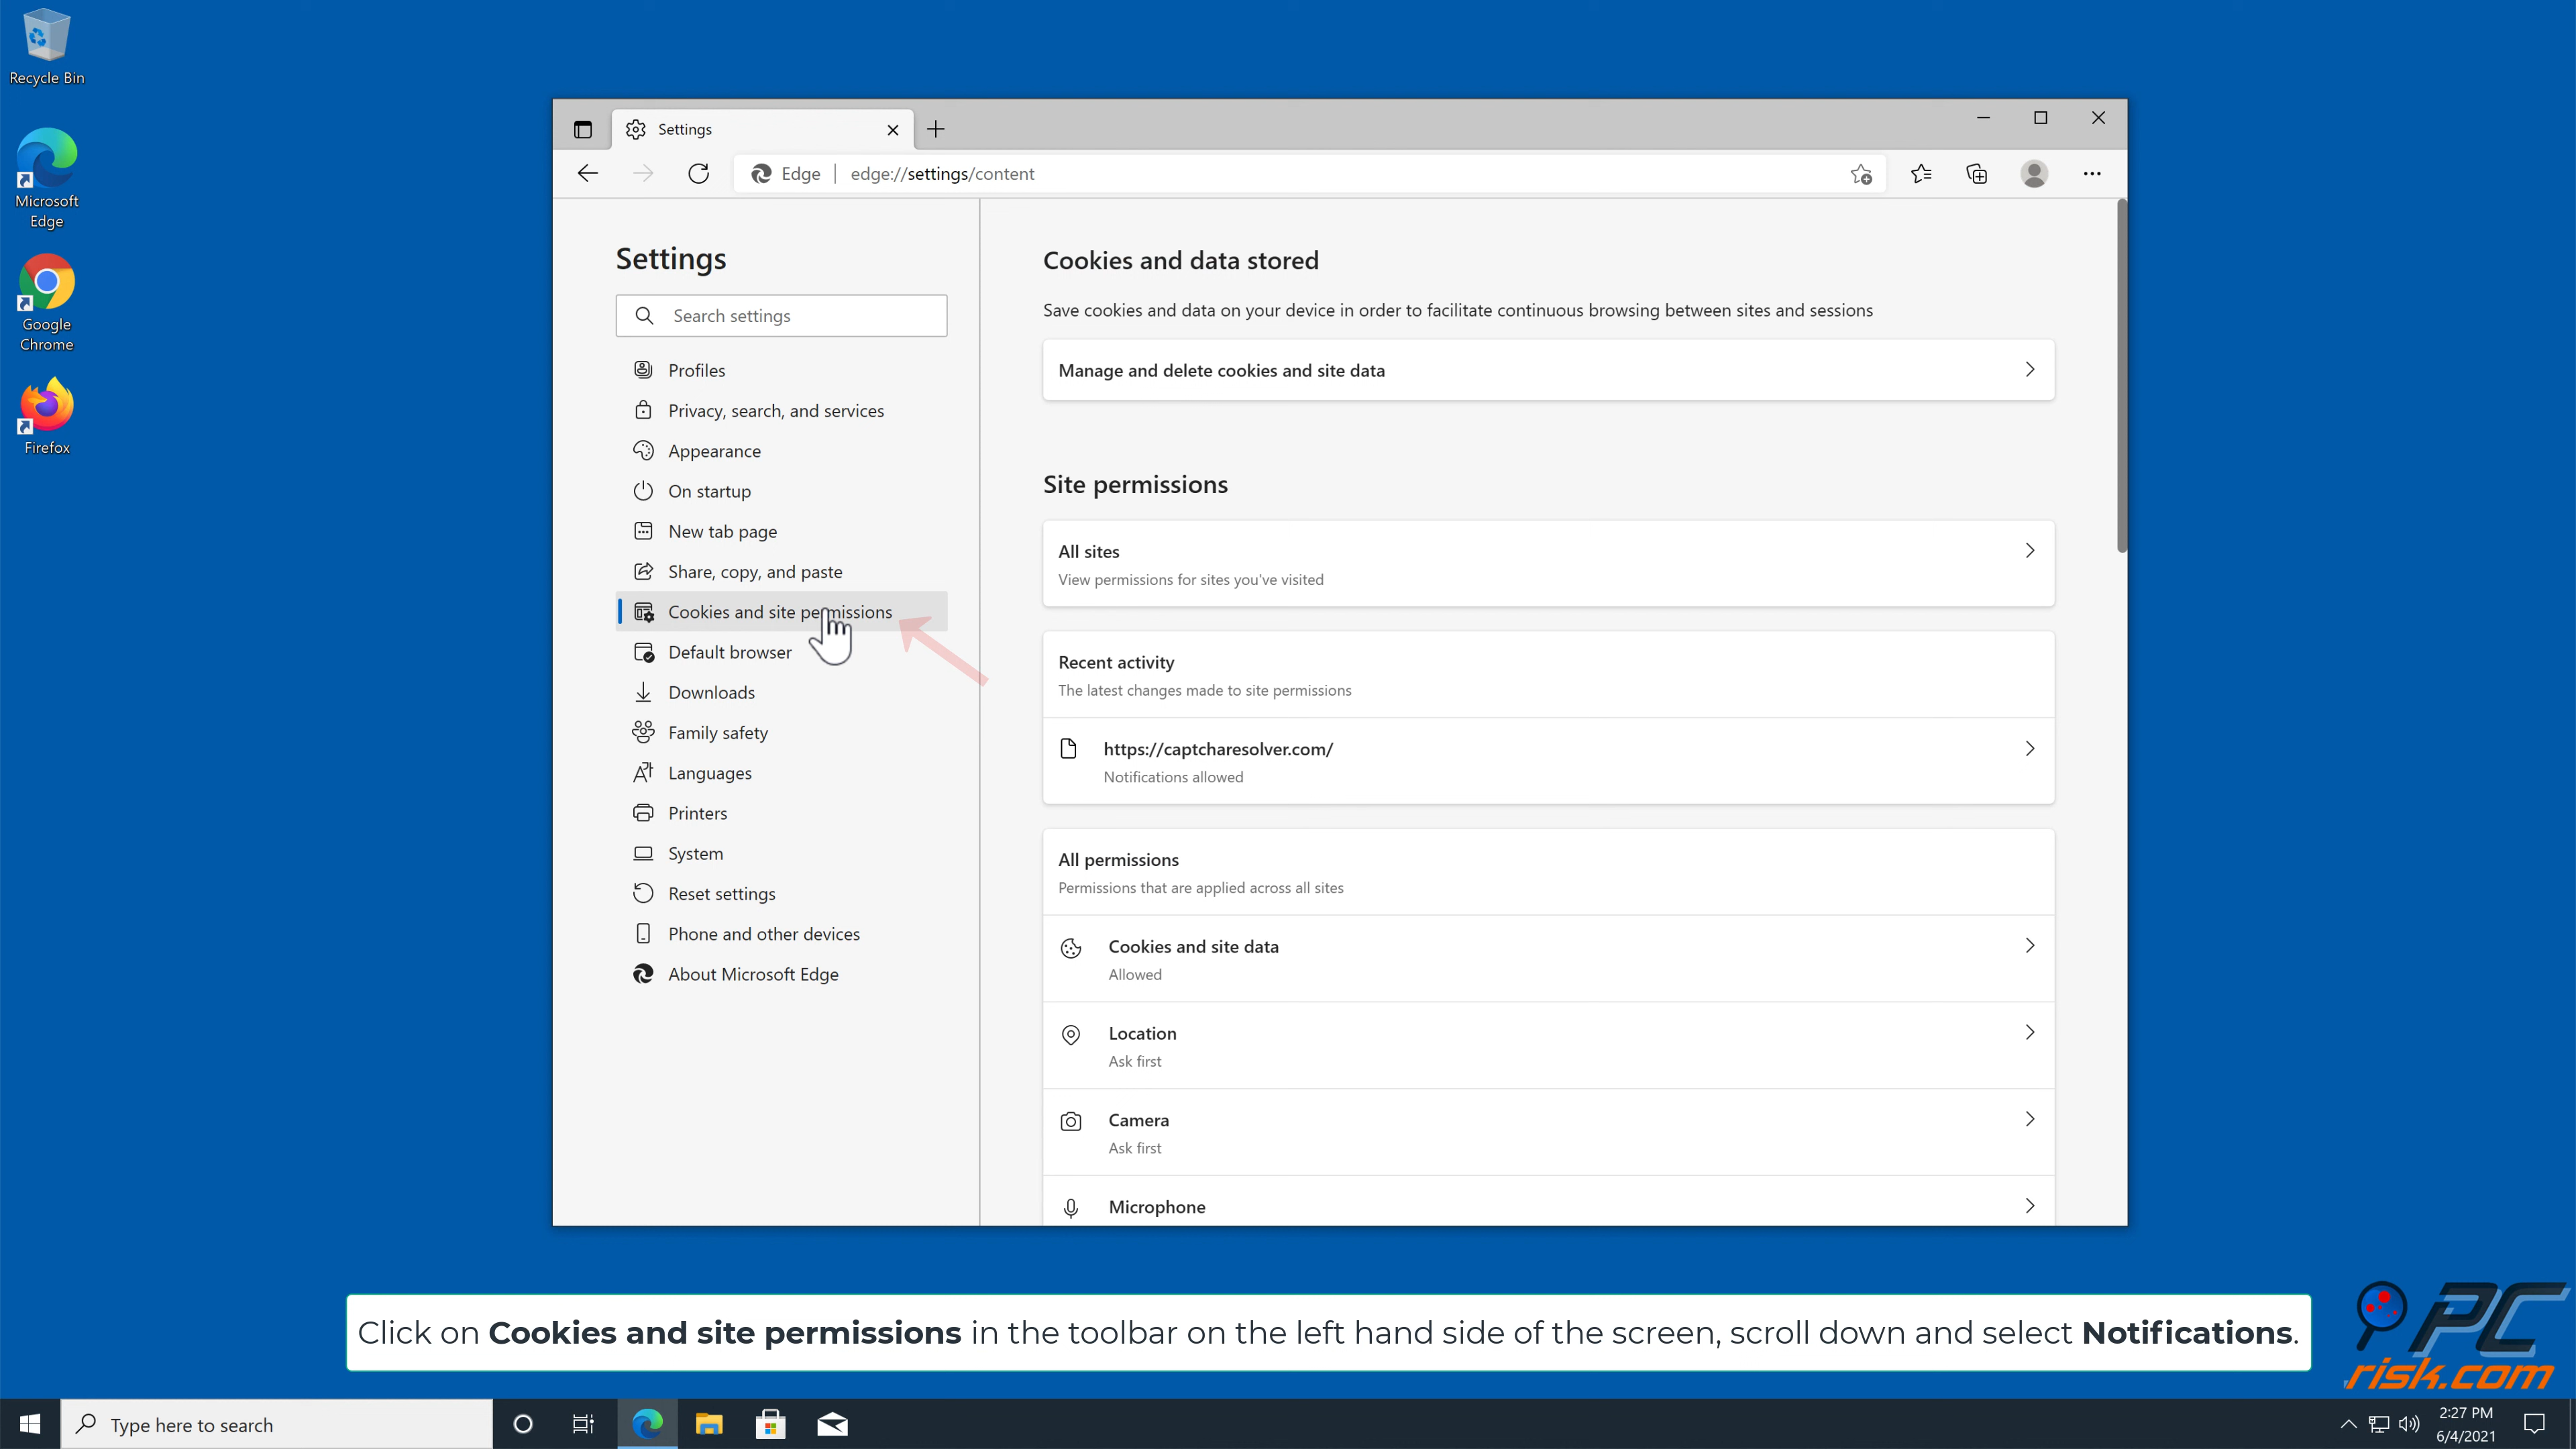 Recycle Bin
Microsoft
Edge
Google
Chrome
Firefox
Settings
Edge
edge://settings/content
Settings
Search settings
Profiles
Privacy, search, and services
Appearance
On startup
New tab page
Share, copy, and paste
Cookies and site permissions
Default browser
Downloads
Family safety
Languages
Printers
System
Reset settings
Phone and other devices
About Microsoft Edge
Cookies and data stored
Save cookies and data on your device in order to facilitate continuous browsing between sites and sessions
Manage and delete cookies and site data
Site permissions
All sites
View permissions for sites you've visited
Recent activity
The latest changes made to site permissions
https://captcharesolver.com/
Notifications allowed
All permissions
Permissions that are applied across all sites
Cookies and site data
Allowed
Location
Ask first
Camera
Ask first
Microphone
Click on Cookies and site permissions in the toolbar on the left hand side of the screen, scroll down and select Notifications.
PC
risk.com
Type here to search
2:27 PM
6/4/2021